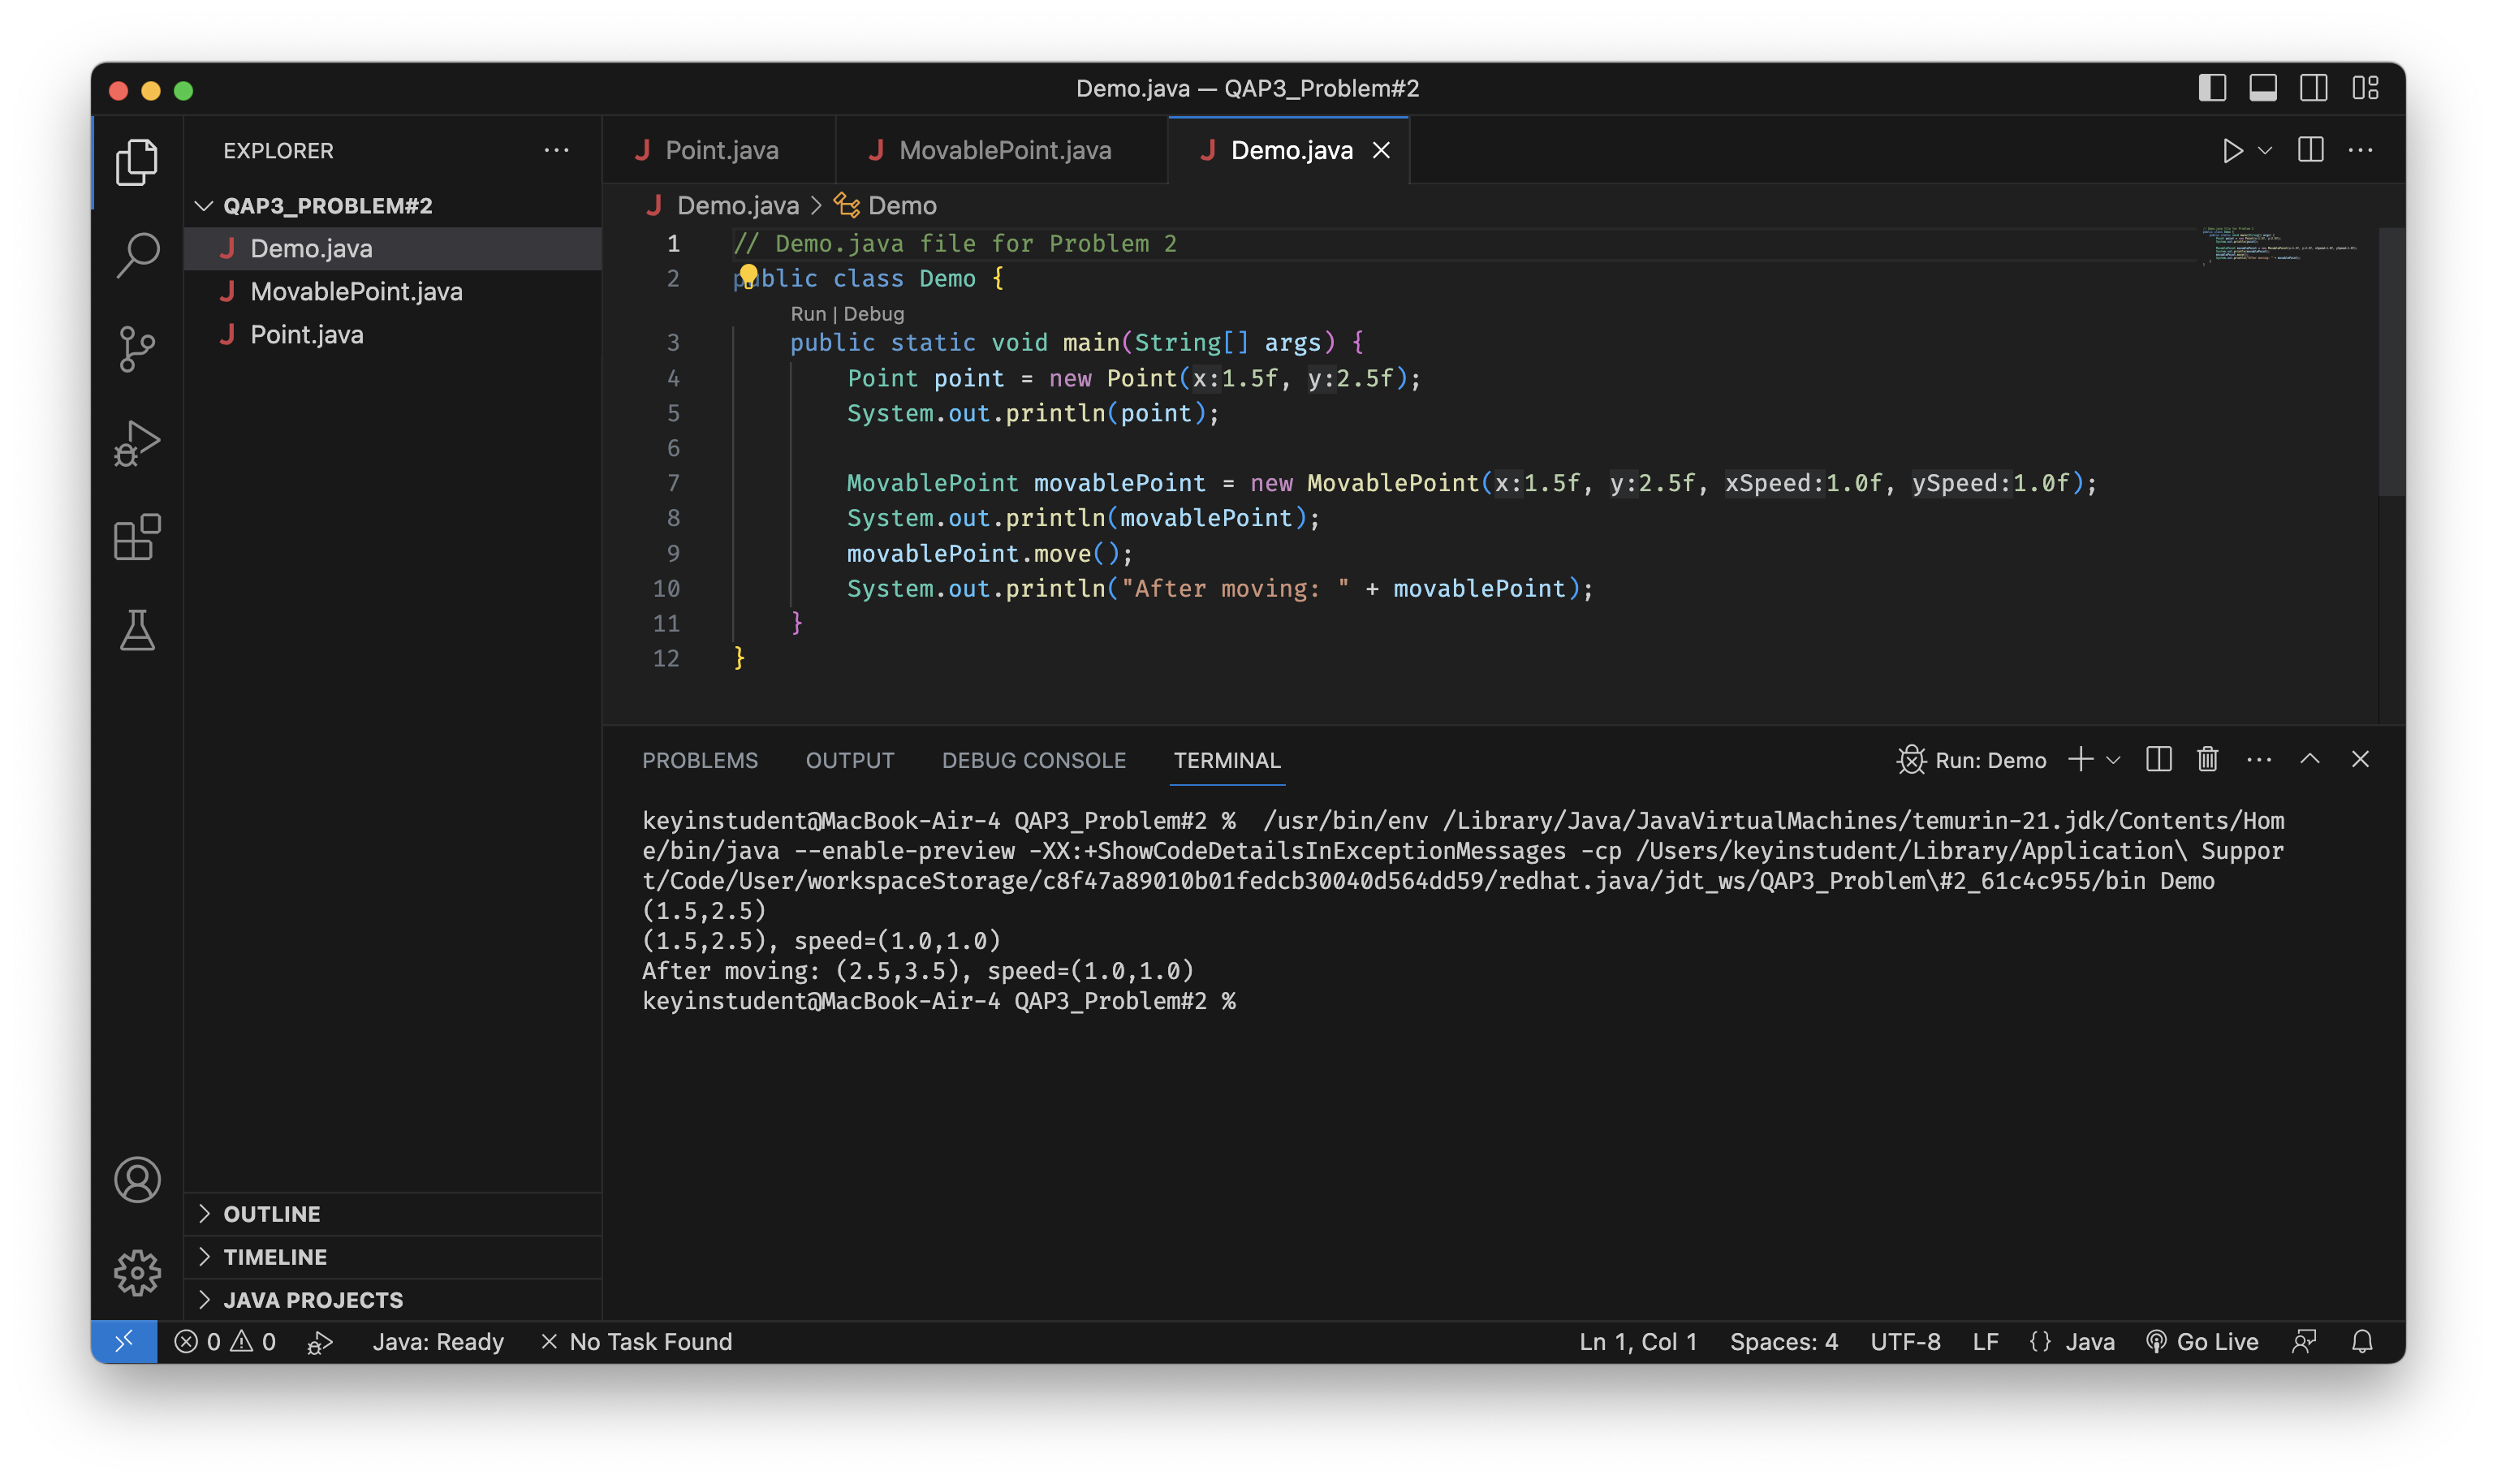 Demo.java — QAP3_Problem#2
EXPLORER
QAP3_PROBLEM#2
J Demo.java
J MovablePoint.java
J Point.java
OUTLINE
TIMELINE
JAVA PROJECTS
J Point.java
J MovablePoint.java
J Demo.java
J Demo.java > Demo
1 // Demo.java file for Problem 2
2 public class Demo {
Run | Debug
3 public static void main(String[] args) {
4 Point point = new Point(x:1.5f, y:2.5f);
5 System.out.println(point);
6
7 MovablePoint movablePoint = new MovablePoint(x:1.5f, y:2.5f, xSpeed:1.0f, ySpeed:1.0f);
8 System.out.println(movablePoint);
9 movablePoint.move();
10 System.out.println("After moving: " + movablePoint);
11 }
12 }
PROBLEMS OUTPUT DEBUG CONSOLE TERMINAL
Run: Demo
keyinstudent@MacBook-Air-4 QAP3_Problem#2 %  /usr/bin/env /Library/Java/JavaVirtualMachines/temurin-21.jdk/Contents/Hom
e/bin/java --enable-preview -XX:+ShowCodeDetailsInExceptionMessages -cp /Users/keyinstudent/Library/Application\ Suppor
t/Code/User/workspaceStorage/c8f47a89010b01fedcb30040d564dd59/redhat.java/jdt_ws/QAP3_Problem\#2_61c4c955/bin Demo
(1.5,2.5)
(1.5,2.5), speed=(1.0,1.0)
After moving: (2.5,3.5), speed=(1.0,1.0)
keyinstudent@MacBook-Air-4 QAP3_Problem#2 %
0 0 Java: Ready No Task Found Ln 1, Col 1 Spaces: 4 UTF-8 LF {} Java Go Live